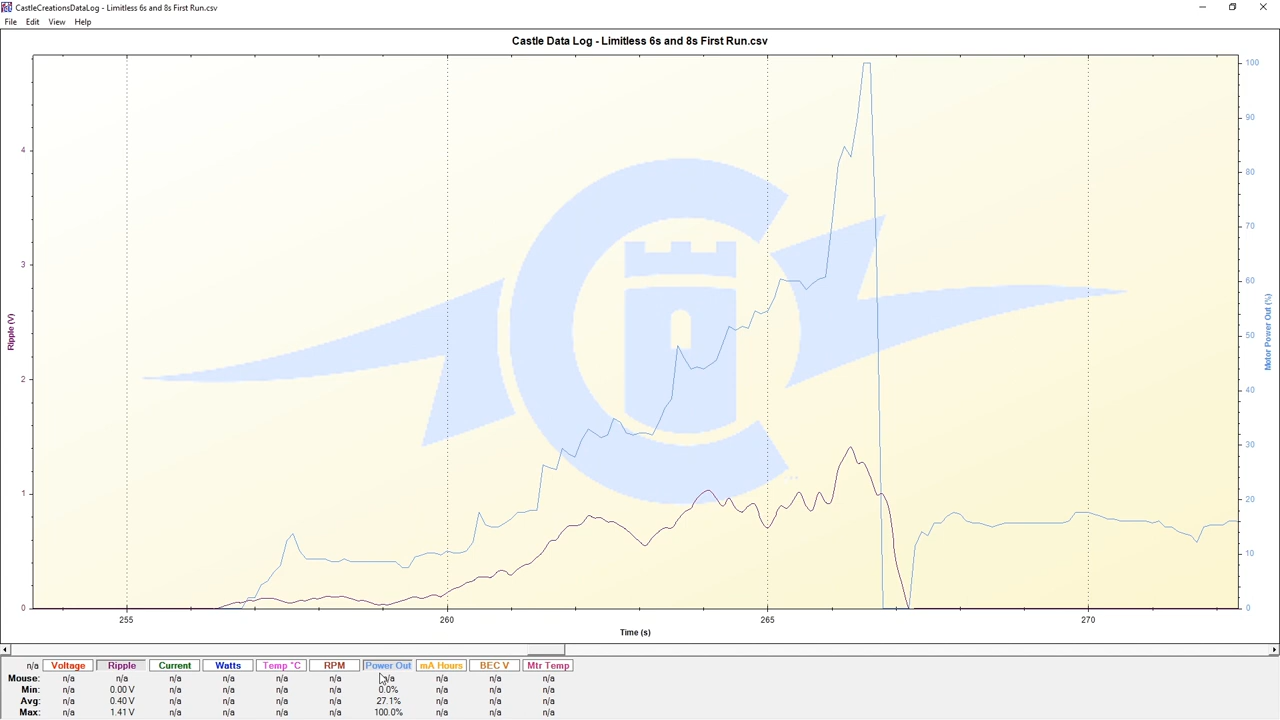 CastleCreationsDataLog - Limitless 6s and 8s First Run.csv
File Edit View Help
Castle Data Log - Limitless 6s and 8s First Run.csv
100
90
80
70
60
50
40
30
20
10
0
Motor Power Out (%)
4
3
2
1
0
Ripple (V)
255 260 265 270
Time (s)
n/a Voltage Ripple Current Watts Temp °C RPM Power Out mA Hours BEC V Mtr Temp
Mouse: n/a n/a n/a n/a n/a n/a n/a n/a n/a n/a
Min: n/a 0.00 V n/a n/a n/a n/a 0.0% n/a n/a n/a
Avg: n/a 0.40 V n/a n/a n/a n/a 27.1% n/a n/a n/a
Max: n/a 1.41 V n/a n/a n/a n/a 100.0% n/a n/a n/a